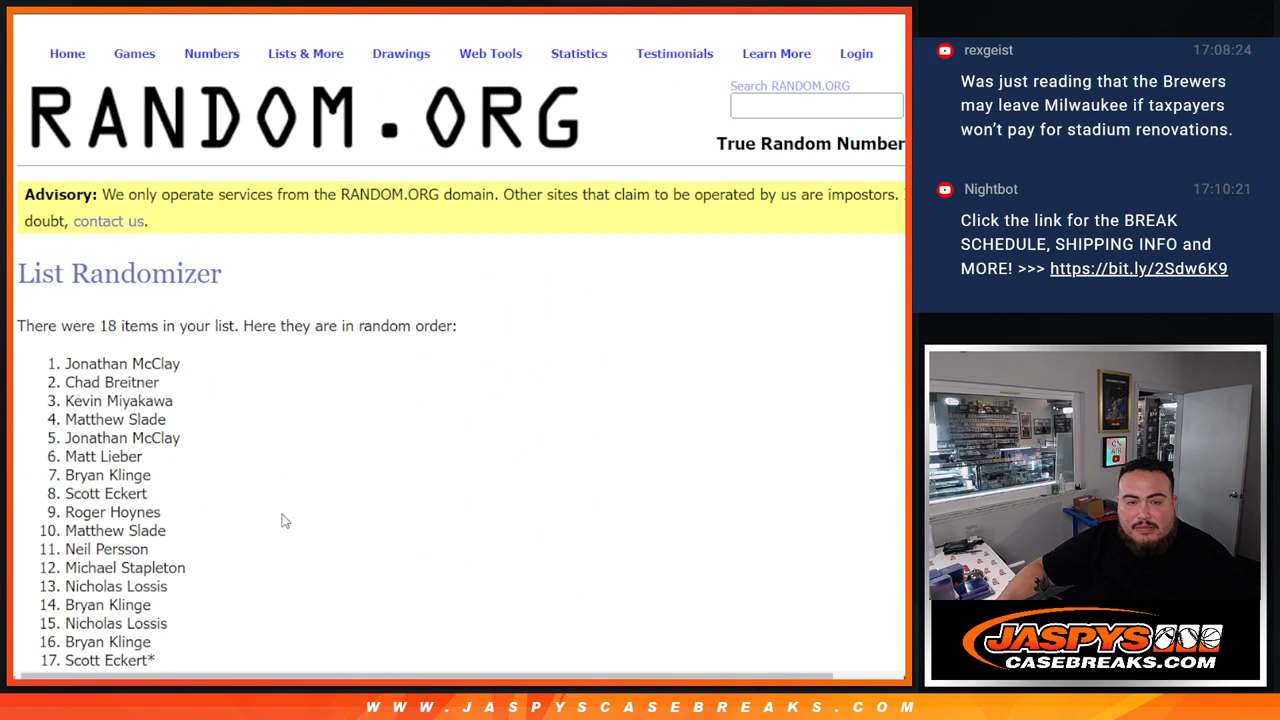 Home Games Numbers Lists & More Drawings Web Tools Statistics Testimonials Learn More Login
RANDOM.ORG
Search RANDOM.ORG
True Random Number
Advisory: We only operate services from the RANDOM.ORG domain. Other sites that claim to be operated by us are impostors.
doubt, contact us.
List Randomizer
There were 18 items in your list. Here they are in random order:
1. Jonathan McClay
2. Chad Breitner
3. Kevin Miyakawa
4. Matthew Slade
5. Jonathan McClay
6. Matt Lieber
7. Bryan Klinge
8. Scott Eckert
9. Roger Hoynes
10. Matthew Slade
11. Neil Persson
12. Michael Stapleton
13. Nicholas Lossis
14. Bryan Klinge
15. Nicholas Lossis
16. Bryan Klinge
17. Scott Eckert*
rexgeist 17:08:24
Was just reading that the Brewers
may leave Milwaukee if taxpayers
won't pay for stadium renovations.
Nightbot 17:10:21
Click the link for the BREAK
SCHEDULE, SHIPPING INFO and
MORE! >>> https://bit.ly/2Sdw6K9
ON
AIR
JASPYS
CASEBREAKS.COM
WWW.JASPYSCASEBREAKS.COM